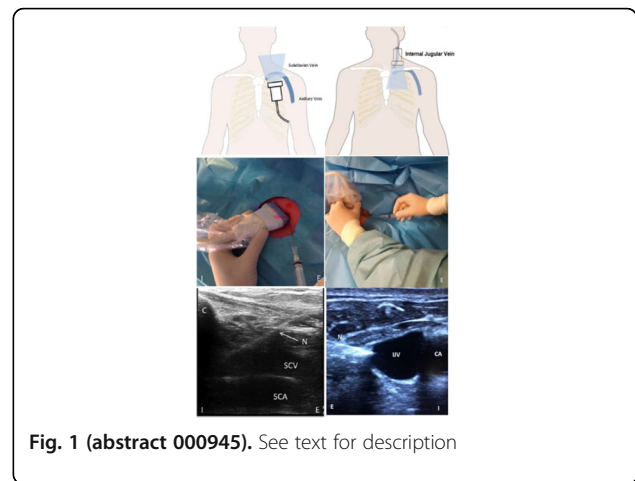 Subclavian Vein
Axillary Vein
Internal Jugular Vein
I
E
E
C
N
SCV
SCA
I
E
N
IJV
CA
E
I
Fig. 1 (abstract 000945). See text for description